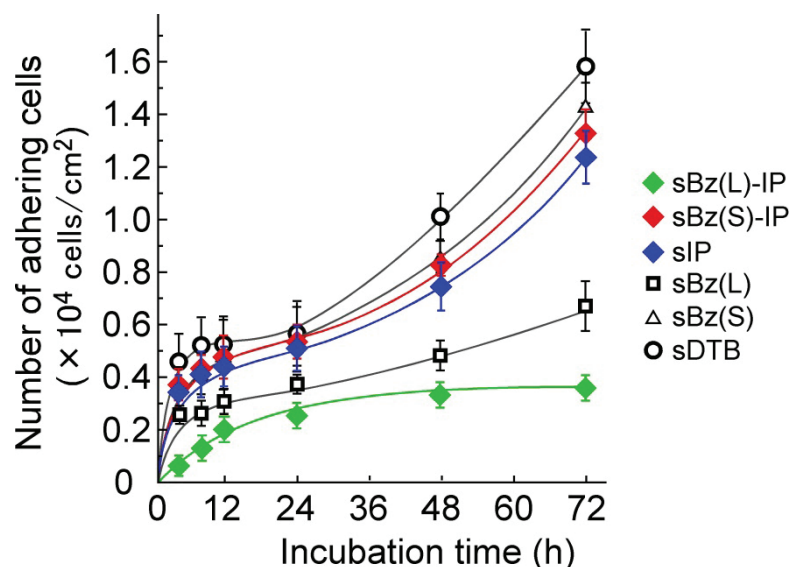 Number of adhering cells
(×10⁴ cells/cm²)
1.6
1.4
1.2
1.0
0.8
0.6
0.4
0.2
0
0 12 24 36 48 60 72
Incubation time (h)
sBz(L)-IP
sBz(S)-IP
sIP
sBz(L)
sBz(S)
sDTB